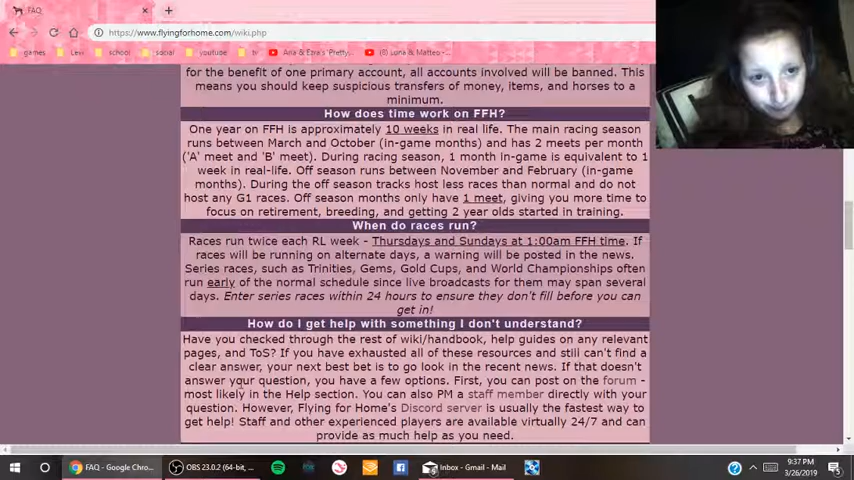 FAQ
https://www.flyingforhome.com/wiki.php
games Lew school social youtube tv Ana & Ezra's 'Pretty... (8) Luna & Matteo -...
for the benefit of one primary account, all accounts involved will be banned. This
means you should keep suspicious transfers of money, items, and horses to a
minimum.
How does time work on FFH?
One year on FFH is approximately 10 weeks in real life. The main racing season
runs between March and October (in-game months) and has 2 meets per month
('A' meet and 'B' meet). During racing season, 1 month in-game is equivalent to 1
week in real-life. Off season runs between November and February (in-game
months). During the off season tracks host less races than normal and do not
host any G1 races. Off season months only have 1 meet, giving you more time to
focus on retirement, breeding, and getting 2 year olds started in training.
When do races run?
Races run twice each RL week - Thursdays and Sundays at 1:00am FFH time. If
races will be running on alternate days, a warning will be posted in the news.
Series races, such as Trinities, Gems, Gold Cups, and World Championships often
run early of the normal schedule since live broadcasts for them may span several
days. Enter series races within 24 hours to ensure they don't fill before you can
get in!
How do I get help with something I don't understand?
Have you checked through the rest of wiki/handbook, help guides on any relevant
pages, and ToS? If you have exhausted all of these resources and still can't find a
clear answer, your next best bet is to go look in the recent news. If that doesn't
answer your question, you have a few options. First, you can post on the forum -
most likely in the Help section. You can also PM a staff member directly with your
question. However, Flying for Home's Discord server is usually the fastest way to
get help! Staff and other experienced players are available virtually 24/7 and can
provide as much help as you need.
FAQ - Google Chro...
OBS 23.0.2 (64-bit, ...
Inbox - Gmail - Mail
9:37 PM
3/26/2019